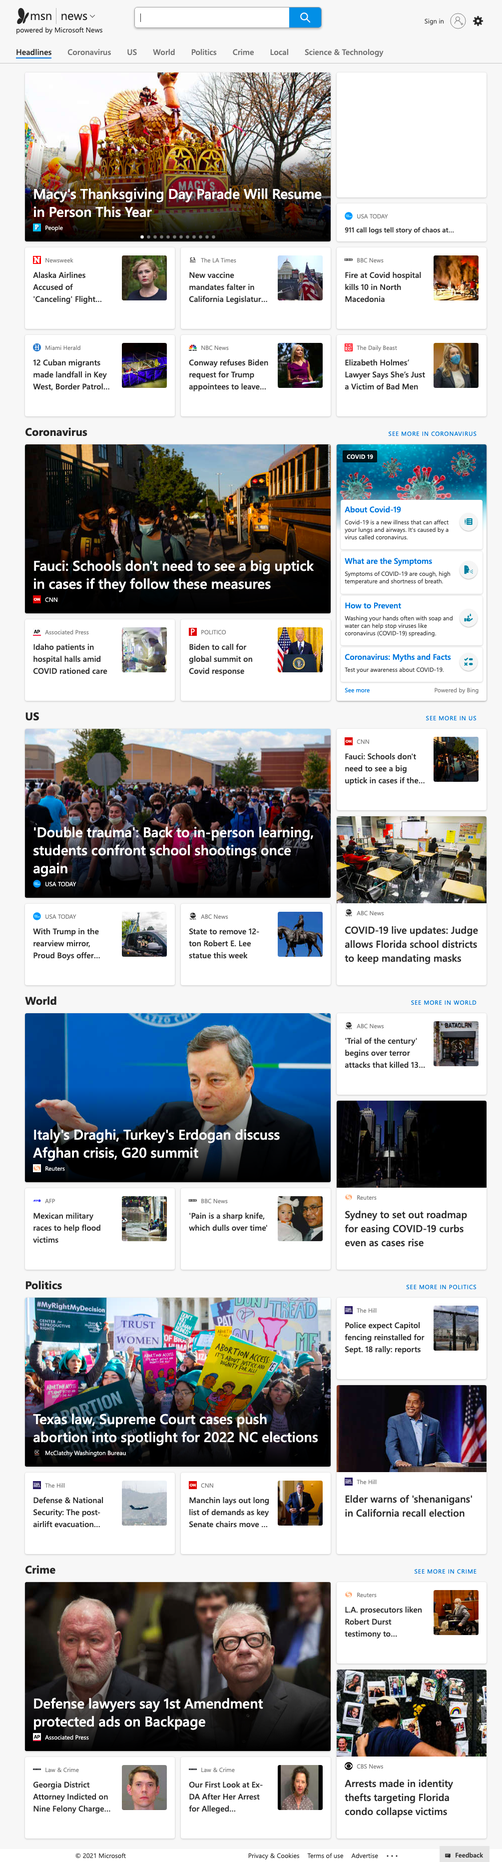 msn | news
powered by Microsoft News
Sign in
Headlines Coronavirus US World Politics Crime Local Science & Technology
MACY'S
Macy's Thanksgiving Day Parade Will Resume
in Person This Year
People
USA TODAY
911 call logs tell story of chaos at...
Newsweek
Alaska Airlines
Accused of
'Canceling' Flight...
The LA Times
New vaccine
mandates falter in
California Legislatur...
BBC News
Fire at Covid hospital
kills 10 in North
Macedonia
Miami Herald
12 Cuban migrants
made landfall in Key
West, Border Patrol...
NBC News
Conway refuses Biden
request for Trump
appointees to leave...
The Daily Beast
Elizabeth Holmes'
Lawyer Says She's Just
a Victim of Bad Men
Coronavirus
SEE MORE IN CORONAVIRUS
Fauci: Schools don't need to see a big uptick
in cases if they follow these measures
CNN
COVID 19
About Covid-19
Covid-19 is a new illness that can affect
your lungs and airways. It's caused by a
virus called coronavirus.
What are the Symptoms
Symptoms of COVID-19 are cough, high
temperature and shortness of breath.
How to Prevent
Washing your hands often with soap and
water can help stop viruses like
coronavirus (COVID-19) spreading.
Coronavirus: Myths and Facts
Test your awareness about COVID-19.
See more
Powered by Bing
AP Associated Press
Idaho patients in
hospital halls amid
COVID rationed care
POLITICO
Biden to call for
global summit on
Covid response
US
SEE MORE IN US
'Double trauma': Back to in-person learning,
students confront school shootings once
again
USA TODAY
CNN
Fauci: Schools don't
need to see a big
uptick in cases if the...
ABC News
COVID-19 live updates: Judge
allows Florida school districts
to keep mandating masks
USA TODAY
With Trump in the
rearview mirror,
Proud Boys offer...
ABC News
State to remove 12-
ton Robert E. Lee
statue this week
World
SEE MORE IN WORLD
Italy's Draghi, Turkey's Erdogan discuss
Afghan crisis, G20 summit
Reuters
ABC News
'Trial of the century'
begins over terror
attacks that killed 13...
BATACLAN
Reuters
Sydney to set out roadmap
for easing COVID-19 curbs
even as cases rise
AFP
Mexican military
races to help flood
victims
BBC News
'Pain is a sharp knife,
which dulls over time'
Politics
SEE MORE IN POLITICS
#MyRightMyDecision
CENTER for
REPRODUCTIVE
RIGHTS
TRUST
WOMEN
DON'T
TREAD
ME
ABORTION ACCESS
ABORTION
Texas law, Supreme Court cases push
abortion into spotlight for 2022 NC elections
McClatchy Washington Bureau
The Hill
Police expect Capitol
fencing reinstalled for
Sept. 18 rally: reports
The Hill
Elder warns of 'shenanigans'
in California recall election
The Hill
Defense & National
Security: The post-
airlift evacuation...
CNN
Manchin lays out long
list of demands as key
Senate chairs move ...
Crime
SEE MORE IN CRIME
Defense lawyers say 1st Amendment
protected ads on Backpage
AP Associated Press
Reuters
L.A. prosecutors liken
Robert Durst
testimony to...
CBS News
Arrests made in identity
thefts targeting Florida
condo collapse victims
Law & Crime
Georgia District
Attorney Indicted on
Nine Felony Charge...
Law & Crime
Our First Look at Ex-
DA After Her Arrest
for Alleged...
© 2021 Microsoft
Privacy & Cookies Terms of use Advertise ...
Feedback